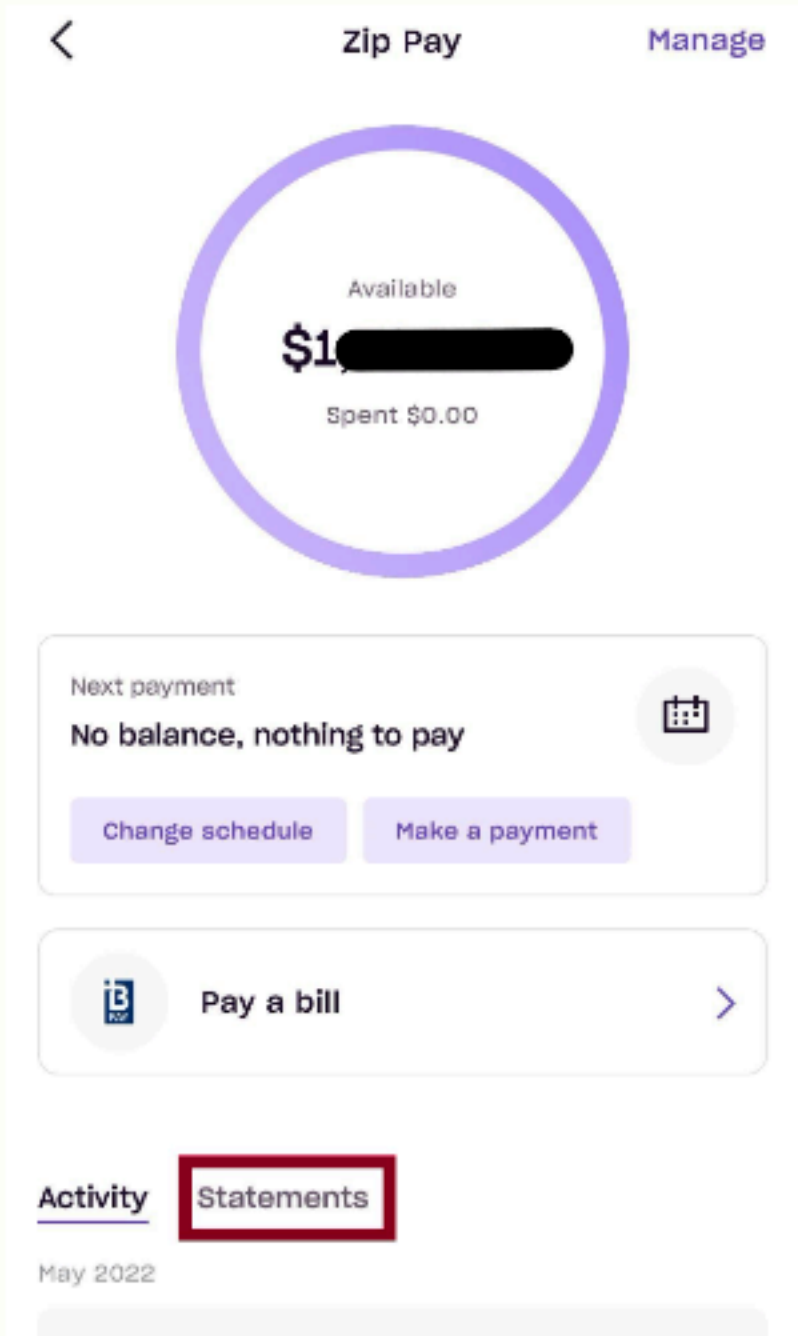 Zip Pay
Manage
Available
$1,
Spent $0.00
Next payment
No balance, nothing to pay
Change schedule
Make a payment
B
PAY
Pay a bill
Activity
Statements
May 2022